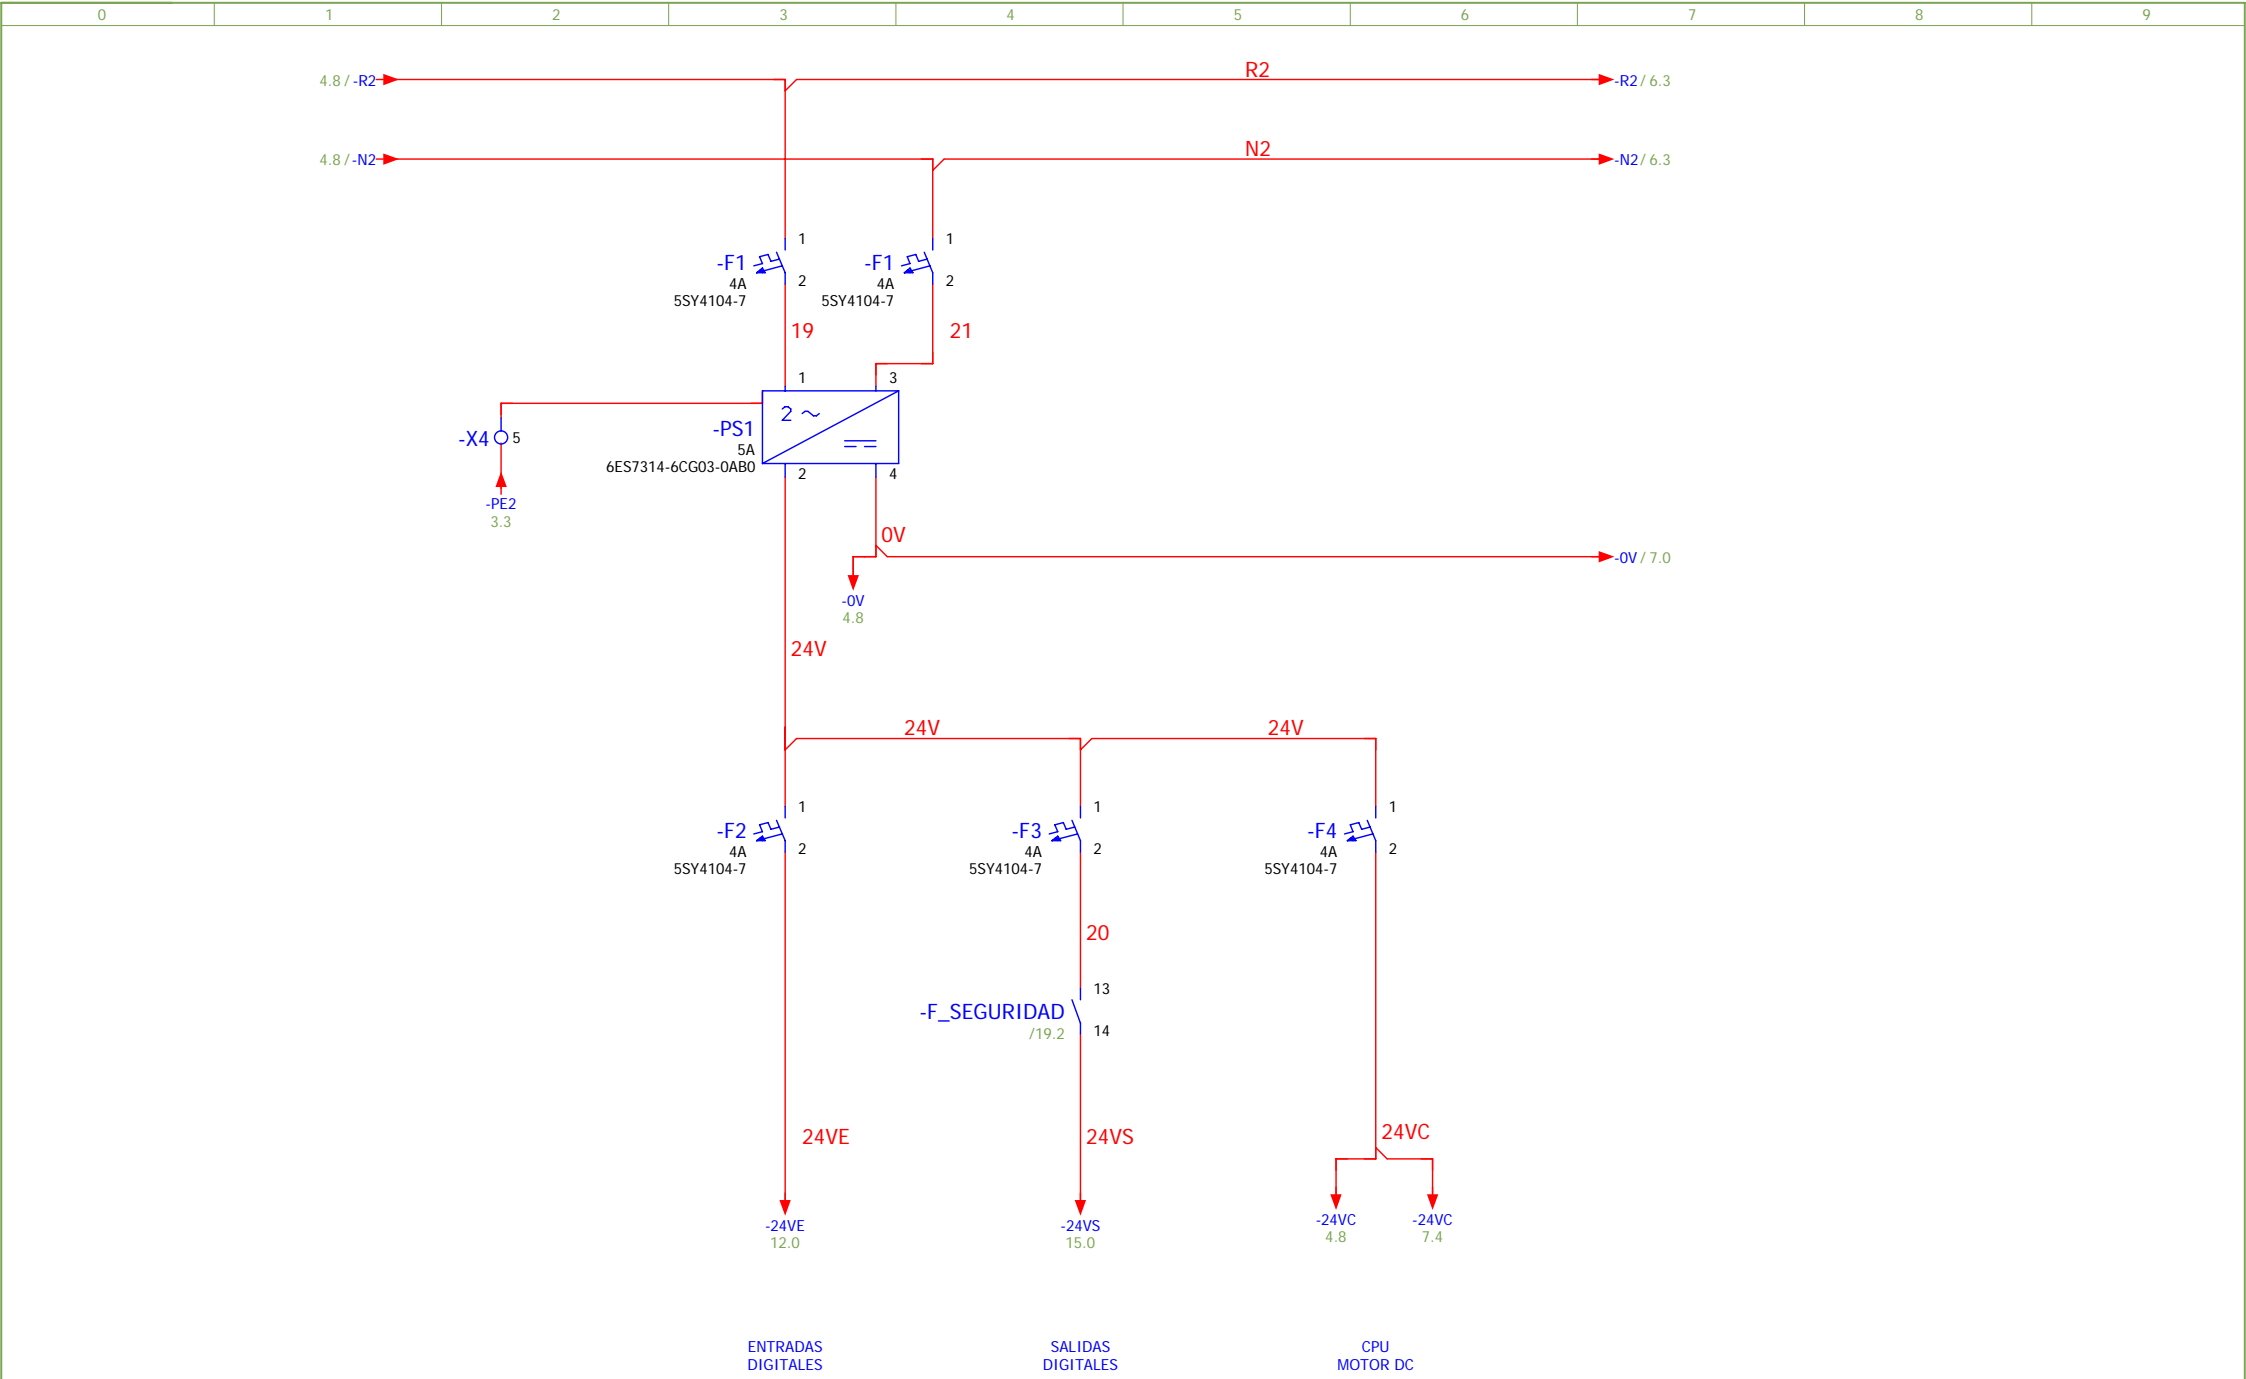 0 1 2 3 4 5 6 7 8 9
4.8 / -R2
R2
-R2 / 6.3
4.8 / -N2
N2
-N2 / 6.3
1
1
-F1
-F1
4A
2
4A
2
5SY4104-7
5SY4104-7
19
21
1
3
2
-PS1
5A
6ES7314-6CG03-0AB0
2
4
-X4
5
-PE2
3.3
0V
-0V / 7.0
-0V
4.8
24V
24V
24V
1
1
1
-F2
-F3
-F4
4A
2
4A
2
4A
2
5SY4104-7
5SY4104-7
5SY4104-7
20
13
-F_SEGURIDAD
/19.2
14
24VE
24VS
24VC
-24VE
12.0
-24VS
15.0
-24VC
4.8
-24VC
7.4
ENTRADAS
DIGITALES
SALIDAS
DIGITALES
CPU
MOTOR DC